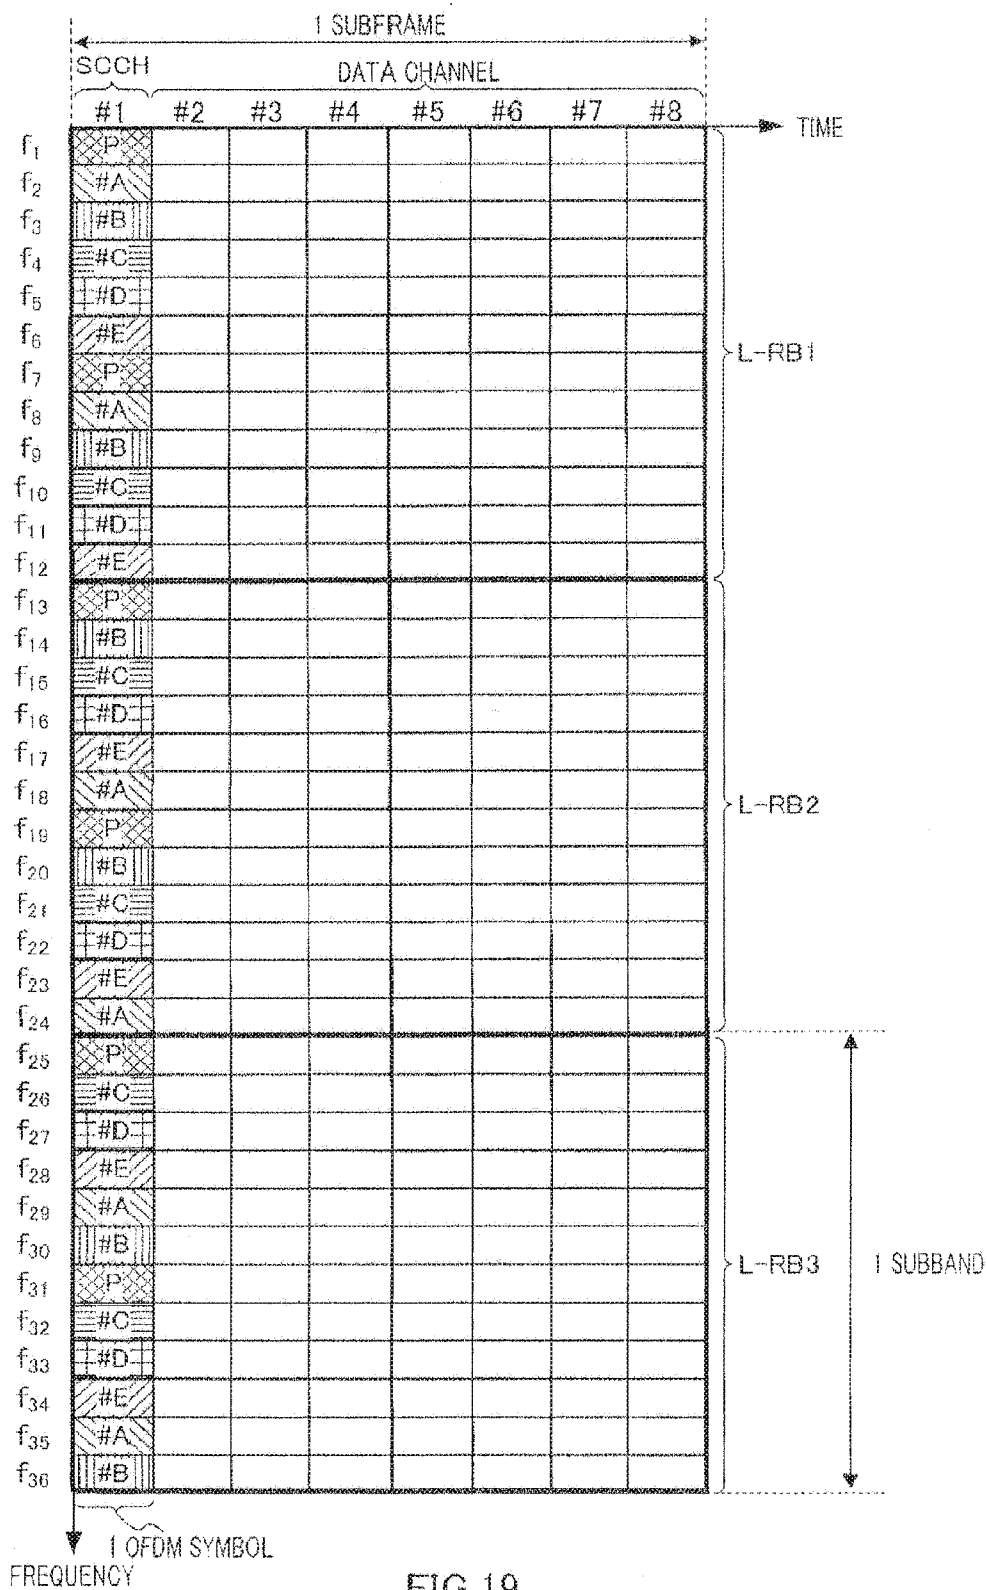 1 SUBFRAME
SCCH DATA CHANNEL
#1 #2 #3 #4 #5 #6 #7 #8
TIME
f1 P
f2 #A
f3 #B
f4 #C
f5 #D
f6 #E
L-RB1
f7 P
f8 #A
f9 #B
f10 #C
f11 #D
f12 #E
f13 P
f14 #B
f15 #C
f16 #D
f17 #E
f18 #A
L-RB2
f19 P
f20 #B
f21 #C
f22 #D
f23 #E
f24 #A
f25 P
f26 #C
f27 #D
f28 #E
f29 #A
f30 #B
L-RB3 1 SUBBAND
f31 P
f32 #C
f33 #D
f34 #E
f35 #A
f36 #B
1 OFDM SYMBOL
FREQUENCY
FIG.19